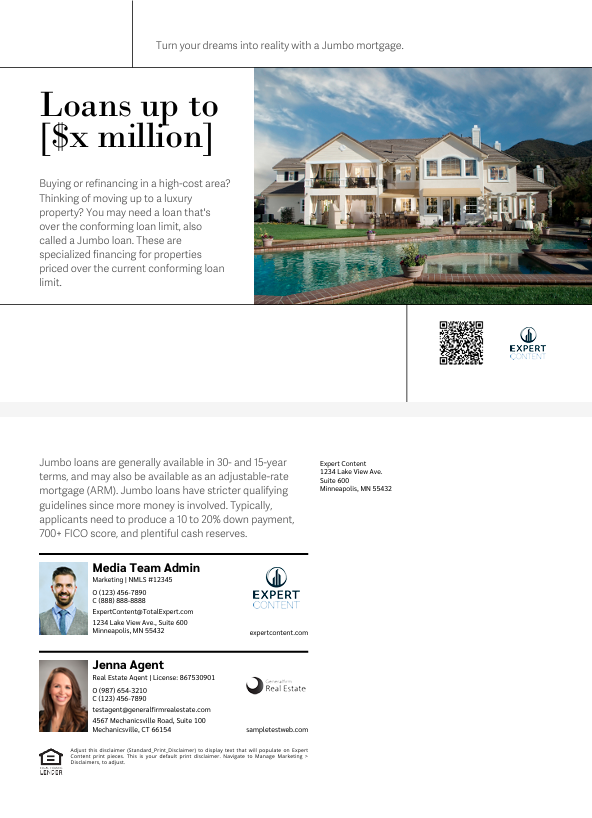 Turn your dreams into reality with a Jumbo mortgage.
Loans up to
[$x million]
Buying or refinancing in a high-cost area?
Thinking of moving up to a luxury
property? You may need a loan that's
over the conforming loan limit, also
called a Jumbo loan. These are
specialized financing for properties
priced over the current conforming loan
limit.
EXPERT
CONTENT
Jumbo loans are generally available in 30- and 15-year
terms, and may also be available as an adjustable-rate
mortgage (ARM). Jumbo loans have stricter qualifying
guidelines since more money is involved. Typically,
applicants need to produce a 10 to 20% down payment,
700+ FICO score, and plentiful cash reserves.
Expert Content
1234 Lake View Ave.
Suite 600
Minneapolis, MN 55432
Media Team Admin
Marketing | NMLS #12345
O (123) 456-7890
C (888) 888-8888
ExpertContent@TotalExpert.com
1234 Lake View Ave., Suite 600
Minneapolis, MN 55432
EXPERT
CONTENT
expertcontent.com
Jenna Agent
Real Estate Agent | License: 867530901
O (987) 654-3210
C (123) 456-7890
testagent@generalfirmrealestate.com
4567 Mechanicsville Road, Suite 100
Mechanicsville, CT 66154
General Firm
Real Estate
sampletestweb.com
Adjust this disclaimer (Standard_Print_Disclaimer) to display text that will populate on Expert
Content print pieces. This is your default print disclaimer. Navigate to Manage Marketing >
Disclaimers, to adjust.
LENDER